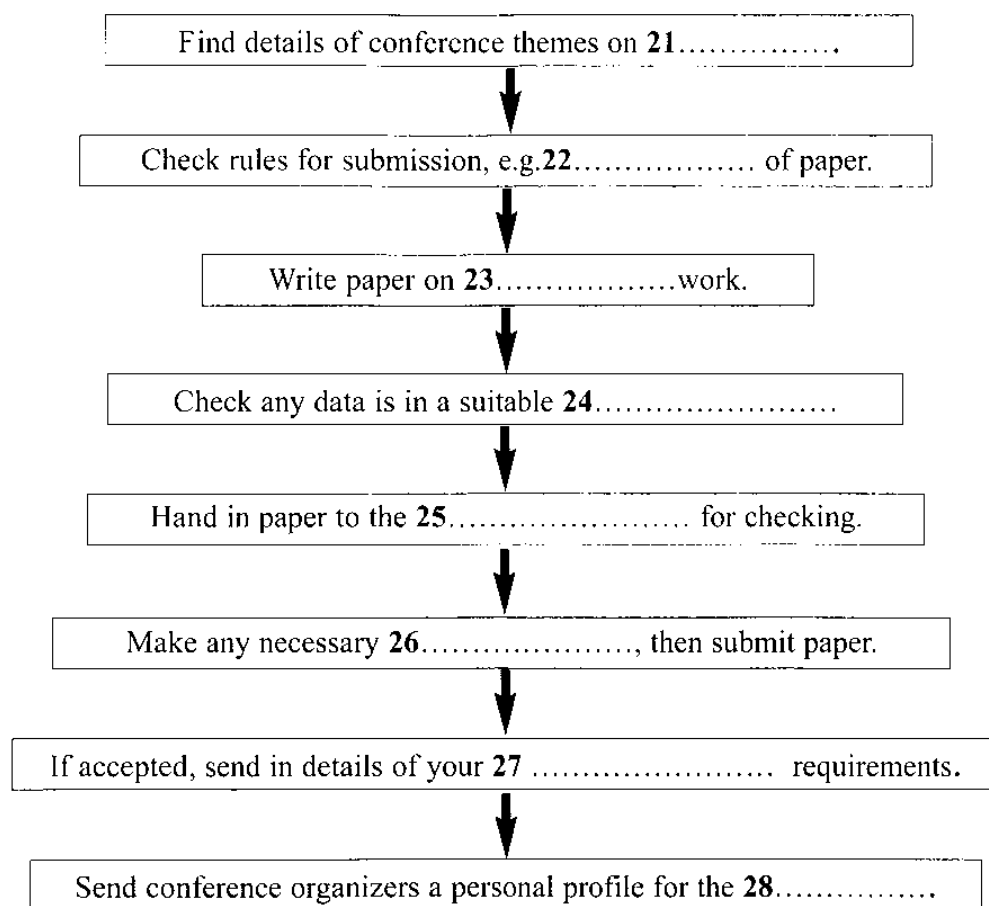 Find details of conference themes on 21................
Check rules for submission, e.g.22................... of paper.
Write paper on 23...................work.
Check any data is in a suitable 24.........................
Hand in paper to the 25......................... for checking.
Make any necessary 26......................, then submit paper.
If accepted, send in details of your 27 .......................... requirements.
Send conference organizers a personal profile for the 28................